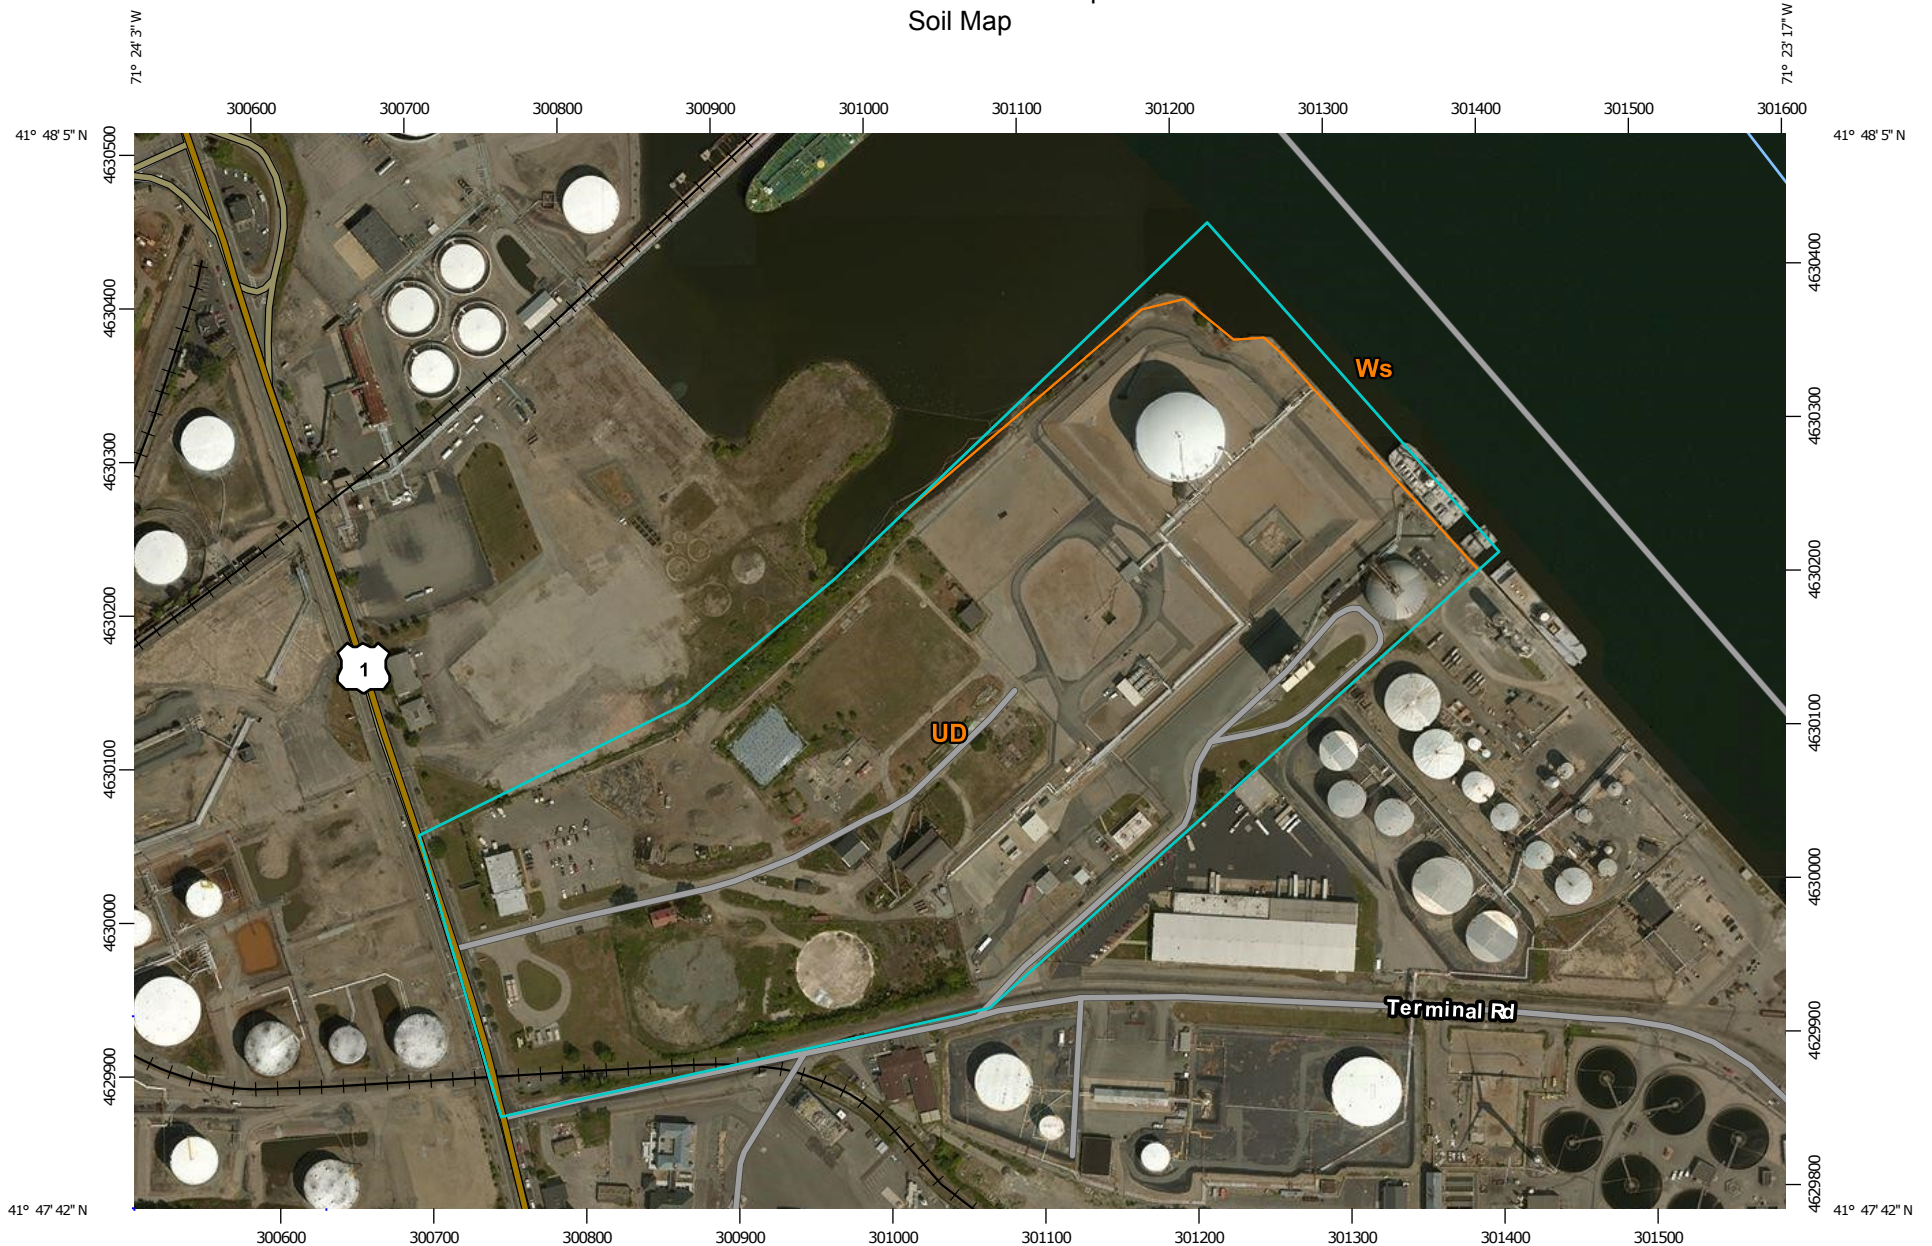 Soil Map
71° 24' 3'' W
71° 23' 17'' W
300600 300700 300800 300900 301000 301100 301200 301300 301400 301500 301600
41° 48' 5'' N
41° 48' 5'' N
4630500
4630400
4630300
4630200
4630100
4630000
4629900
4630400
4630300
4630200
4630100
4630000
4629900
4629800
Ws
1
UD
Terminal Rd
41° 47' 42'' N
41° 47' 42'' N
300600 300700 300800 300900 301000 301100 301200 301300 301400 301500